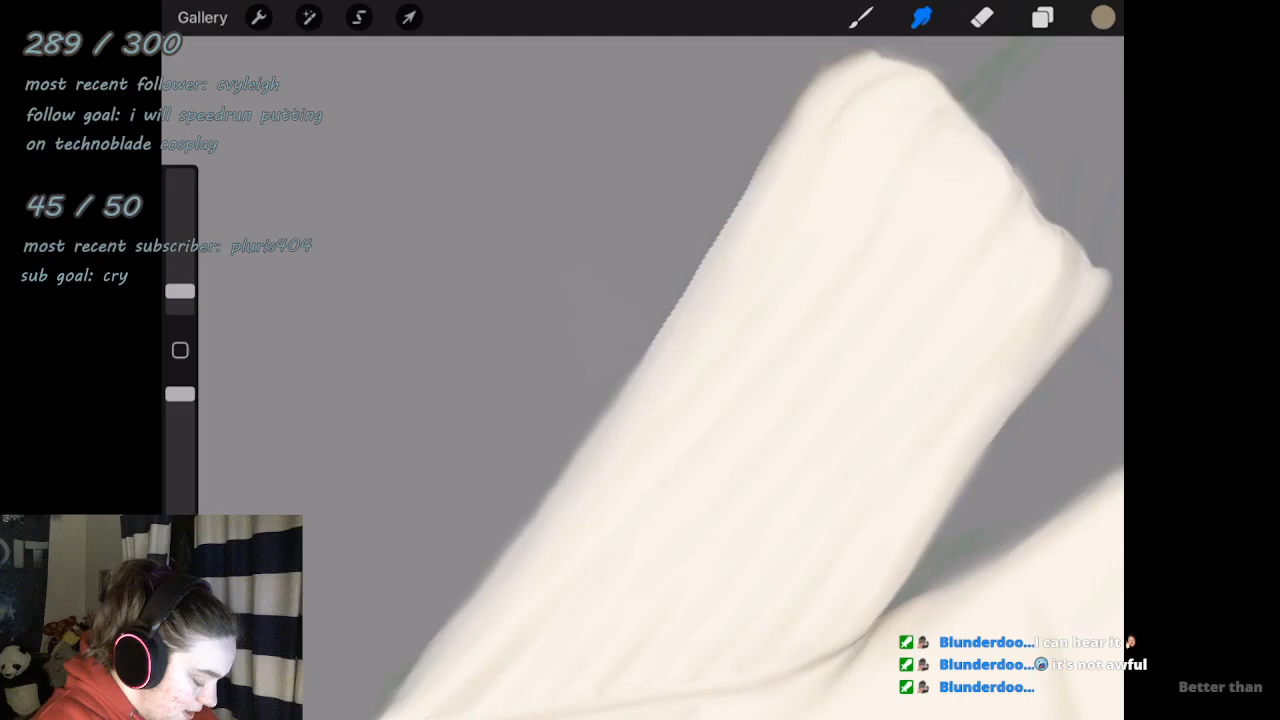 Gallery
289 / 300
most recent follower: cvyleigh
follow goal: i will speedrun putting
on technoblade cosplay
45 / 50
most recent subscriber: pluris404
sub goal: cry
Blunderdoo... I can hear it
Blunderdoo... it's not awful
Blunderdoo...
Better than